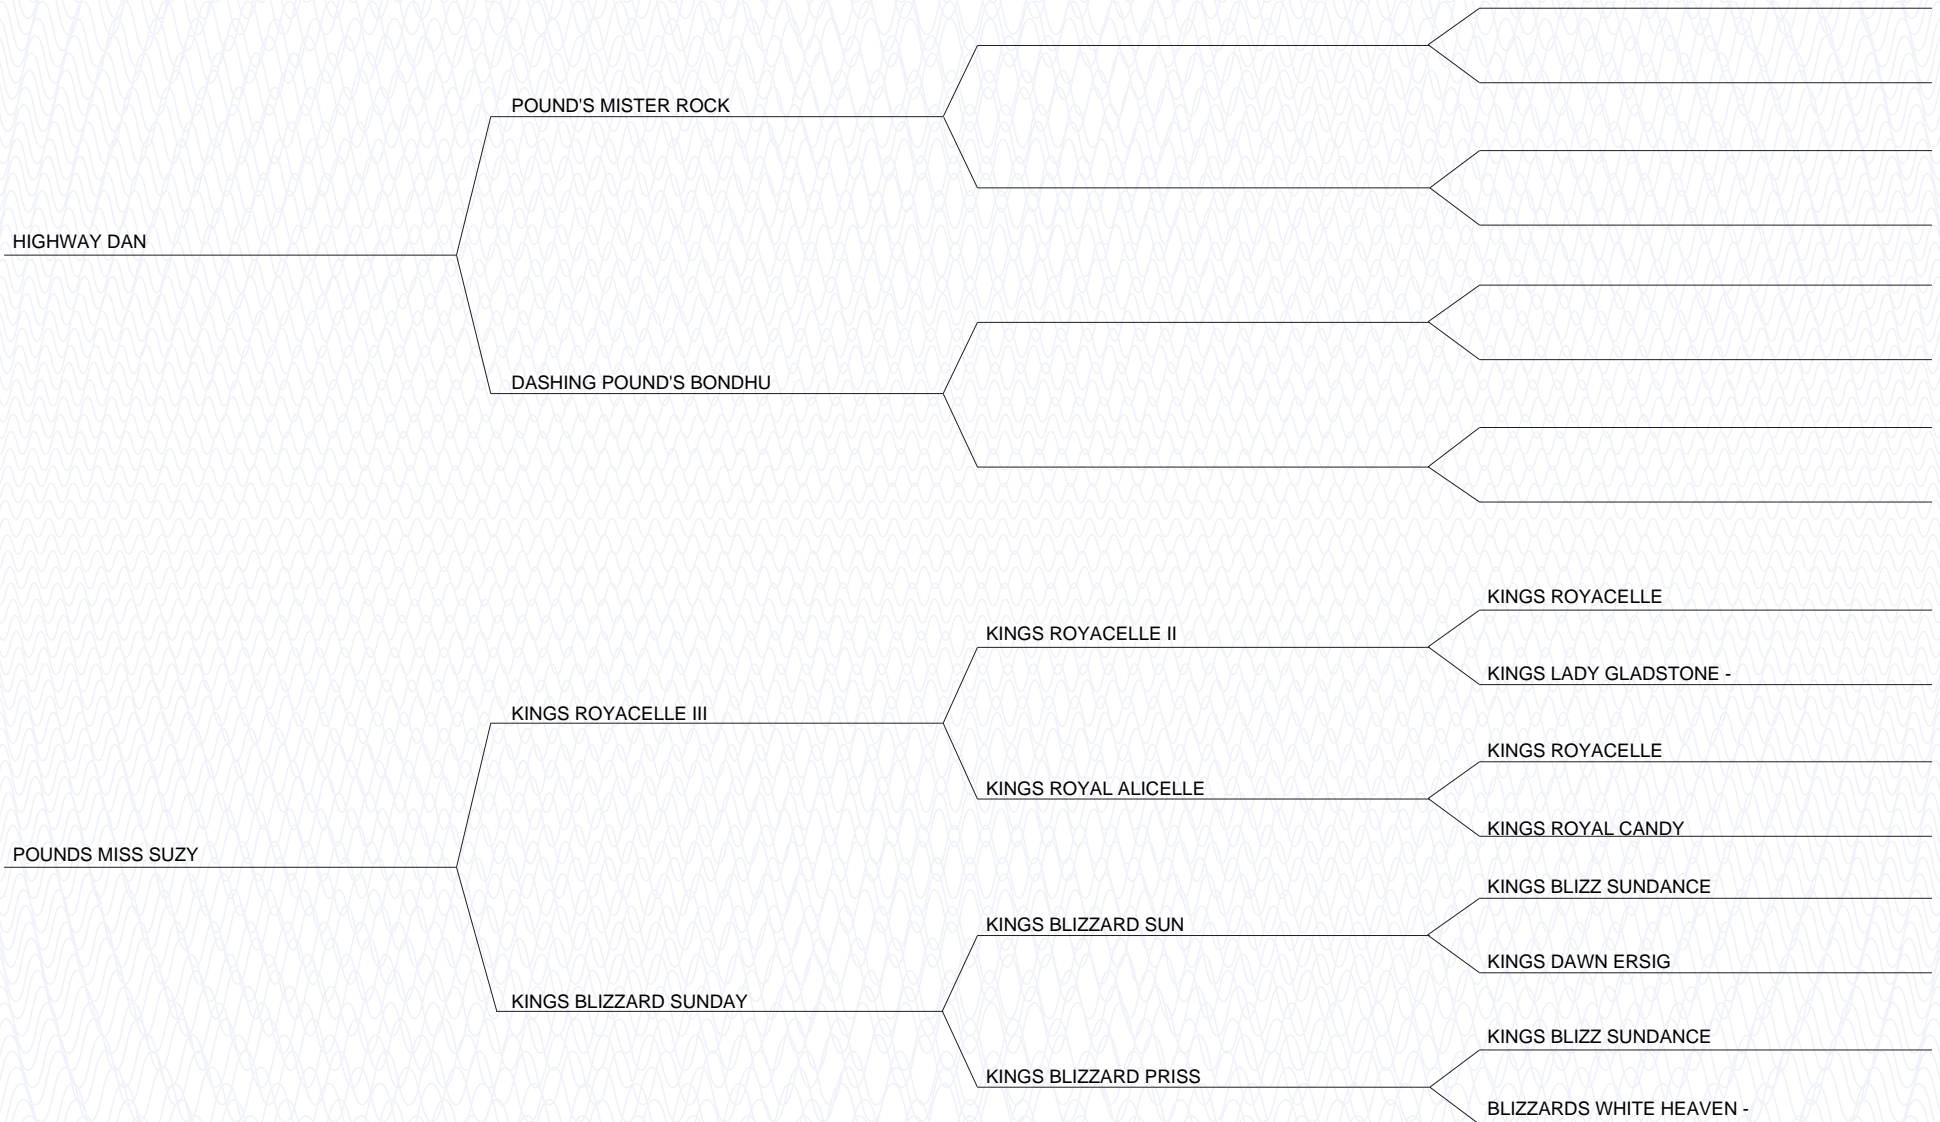 POUND'S MISTER ROCK
HIGHWAY DAN
DASHING POUND'S BONDHU
KINGS ROYACELLE
KINGS ROYACELLE II
KINGS LADY GLADSTONE -
KINGS ROYACELLE III
KINGS ROYACELLE
KINGS ROYAL ALICELLE
KINGS ROYAL CANDY
POUNDS MISS SUZY
KINGS BLIZZ SUNDANCE
KINGS BLIZZARD SUN
KINGS DAWN ERSIG
KINGS BLIZZARD SUNDAY
KINGS BLIZZ SUNDANCE
KINGS BLIZZARD PRISS
BLIZZARDS WHITE HEAVEN -